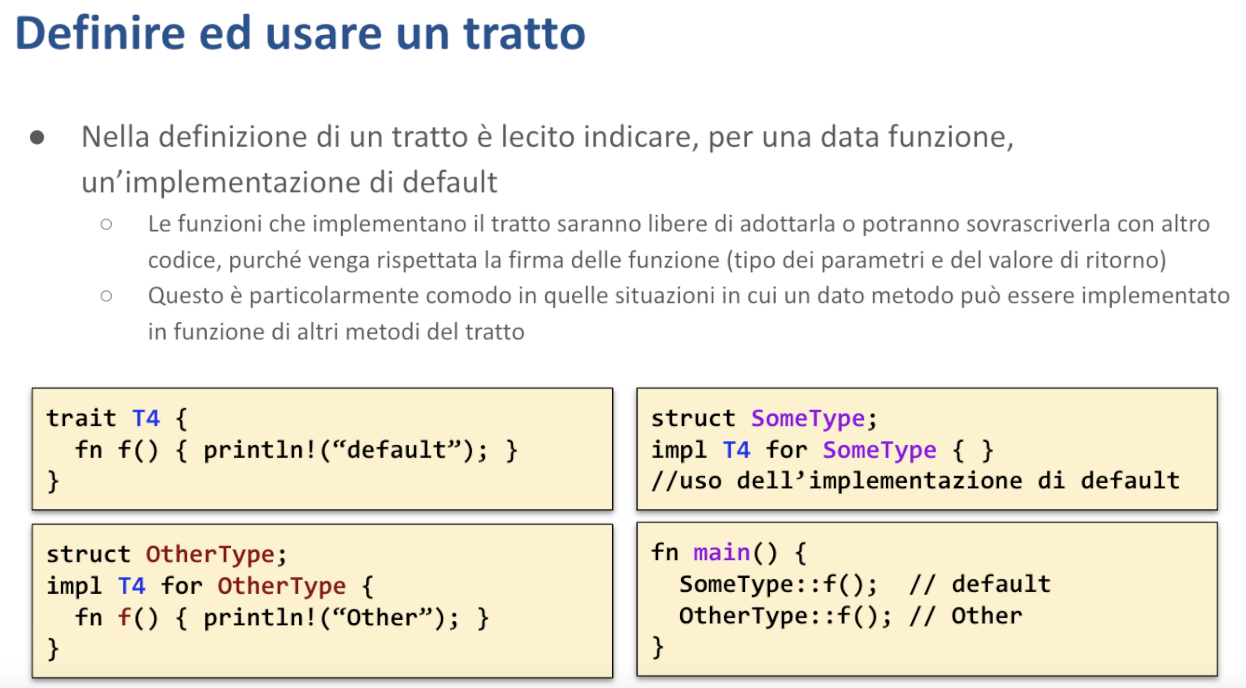 Definire ed usare un tratto
● Nella definizione di un tratto è lecito indicare, per una data funzione,
un’implementazione di default
○ Le funzioni che implementano il tratto saranno libere di adottarla o potranno sovrascriverla con altro
codice, purché venga rispettata la firma delle funzione (tipo dei parametri e del valore di ritorno)
○ Questo è particolarmente comodo in quelle situazioni in cui un dato metodo può essere implementato
in funzione di altri metodi del tratto
trait T4 {
  fn f() { println!(“default”); }
}
struct SomeType;
impl T4 for SomeType { }
//uso dell’implementazione di default
struct OtherType;
impl T4 for OtherType {
  fn f() { println!(“Other”); }
}
fn main() {
  SomeType::f();  // default
  OtherType::f(); // Other
}